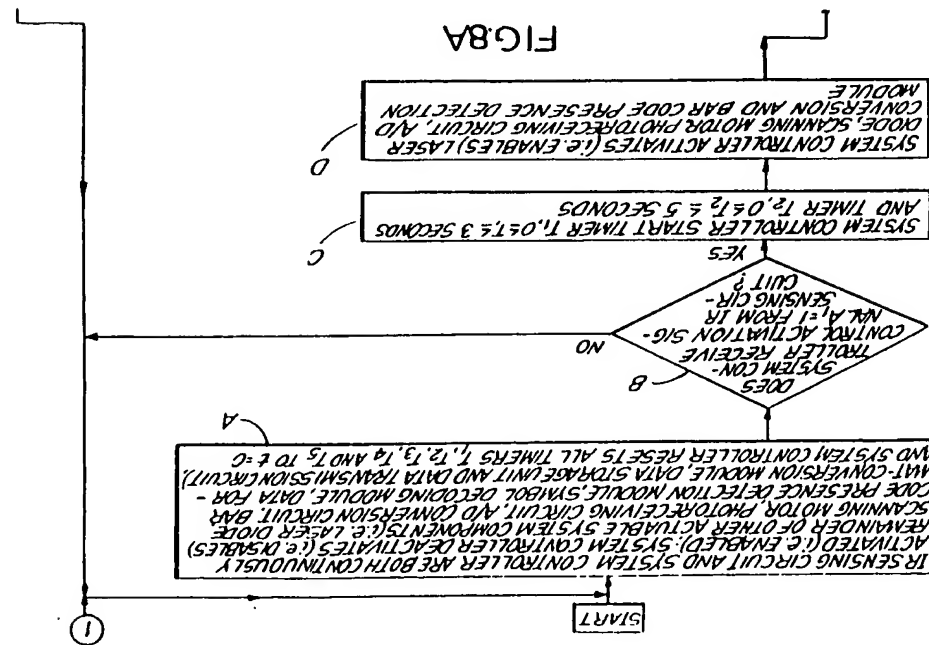 1
START
IR SENSING CIRCUIT AND SYSTEM CONTROLLER ARE BOTH CONTINUOUSLY
ACTIVATED (i.e. ENABLED). SYSTEM CONTROLLER DEACTIVATES (i.e. DISABLES)
REMAINDER OF OTHER ACTUABLE SYSTEM COMPONENTS (i.e. LASER DIODE
SCANNING MOTOR, PHOTORECEIVING CIRCUIT, A/D CONVERSION CIRCUIT, BAR
CODE PRESENCE DETECTION MODULE, SYMBOL DECODING MODULE, DATA FOR-
MAT-CONVERSION MODULE, DATA STORAGE UNIT AND DATA TRANSMISSION CIRCUIT),
AND SYSTEM CONTROLLER RESETS ALL TIMERS T₁, T₂, T₃, T₄ AND T₅ TO t=C
A
DOES
SYSTEM CON-
TROLLER RECEIVE
CONTROL ACTIVATION SIG-
NAL A₁=1 FROM IR
SENSING CIR-
CUIT ?
B
NO
YES
SYSTEM CONTROLLER START TIMER T₁, 0≤T₁≤ 3 SECONDS
AND TIMER T₂, 0≤T₂ ≤ 5 SECONDS
C
SYSTEM CONTROLLER ACTIVATES (i.e. ENABLES) LASER
DIODE, SCANNING MOTOR, PHOTORECEIVING CIRCUIT, A/D
CONVERSION AND BAR CODE PRESENCE DETECTION
MODULE
D
FIG.8A